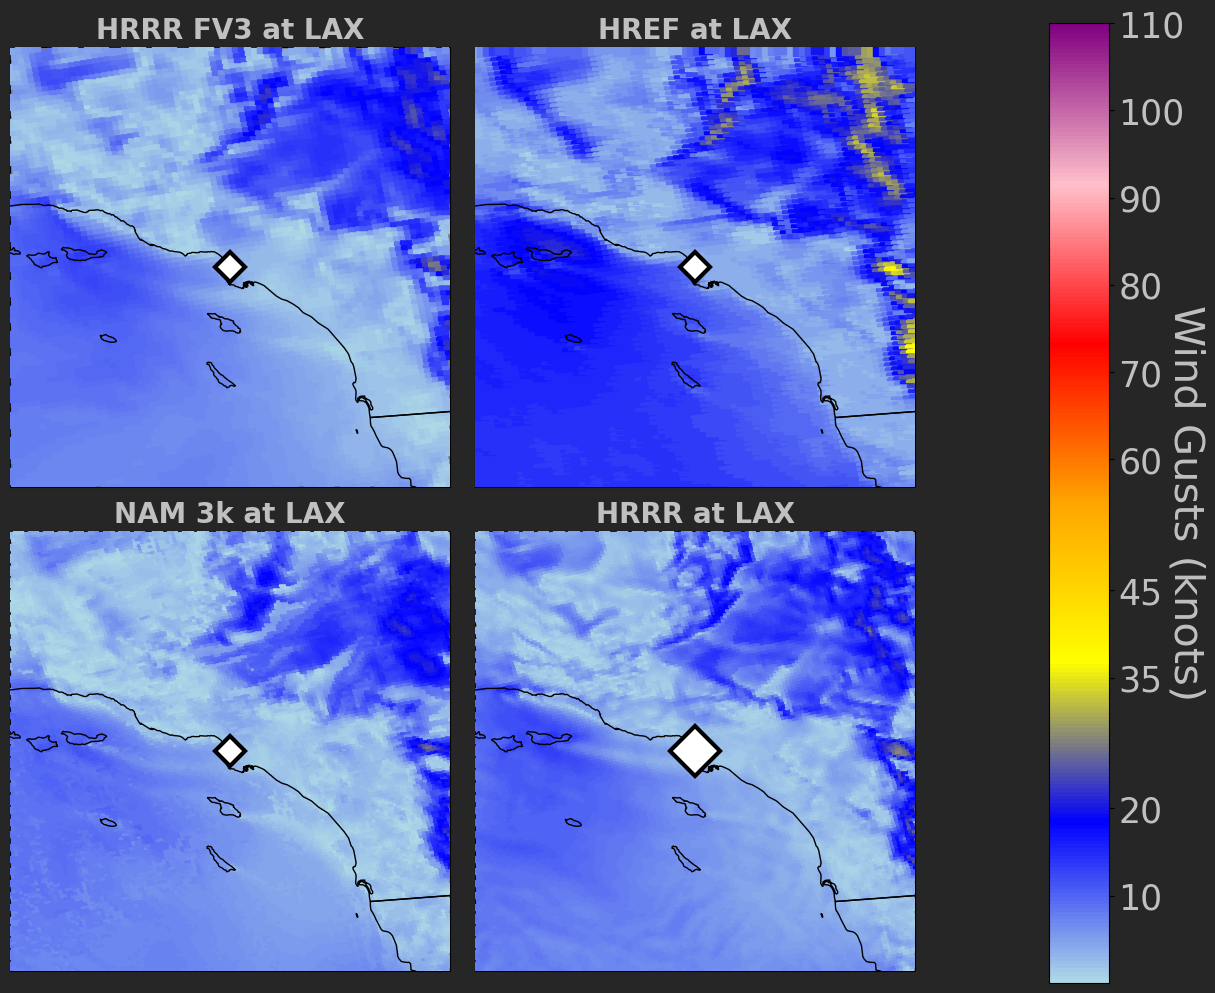 HRRR FV3 at LAX
HREF at LAX
NAM 3k at LAX
HRRR at LAX
110
100
90
80
70
60
45
35
20
10
Wind Gusts (knots)